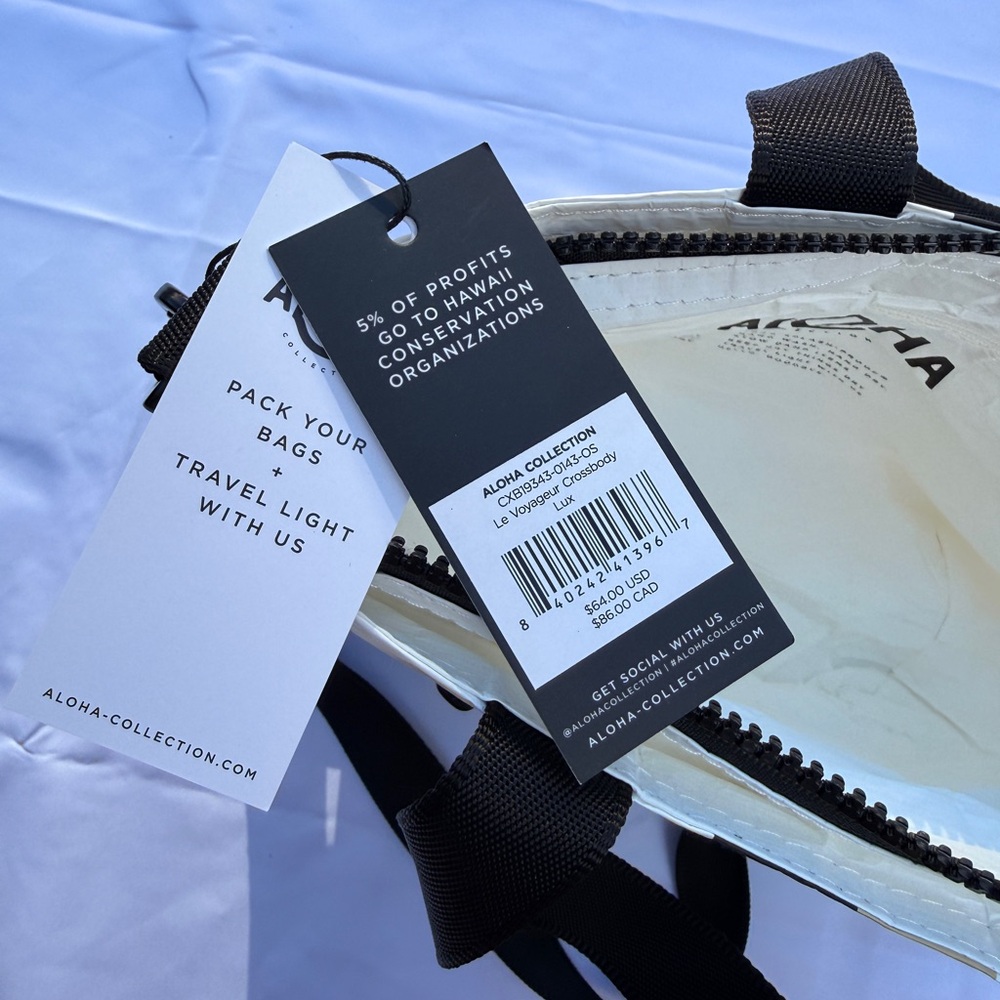 COLLECT
PACK YOUR
BAGS
+
TRAVEL LIGHT
WITH US
ALOHA-COLLECTION.COM
5% OF PROFITS
GO TO HAWAII
CONSERVATION
ORGANIZATIONS
ALOHA COLLECTION
CXB19343-0143-OS
Le Voyageur Crossbody
Lux
8 40242 41396 7
$64.00 USD
$86.00 CAD
GET SOCIAL WITH US
@ALOHACOLLECTION | #ALOHACOLLECTION
ALOHA-COLLECTION.COM
ALOHA